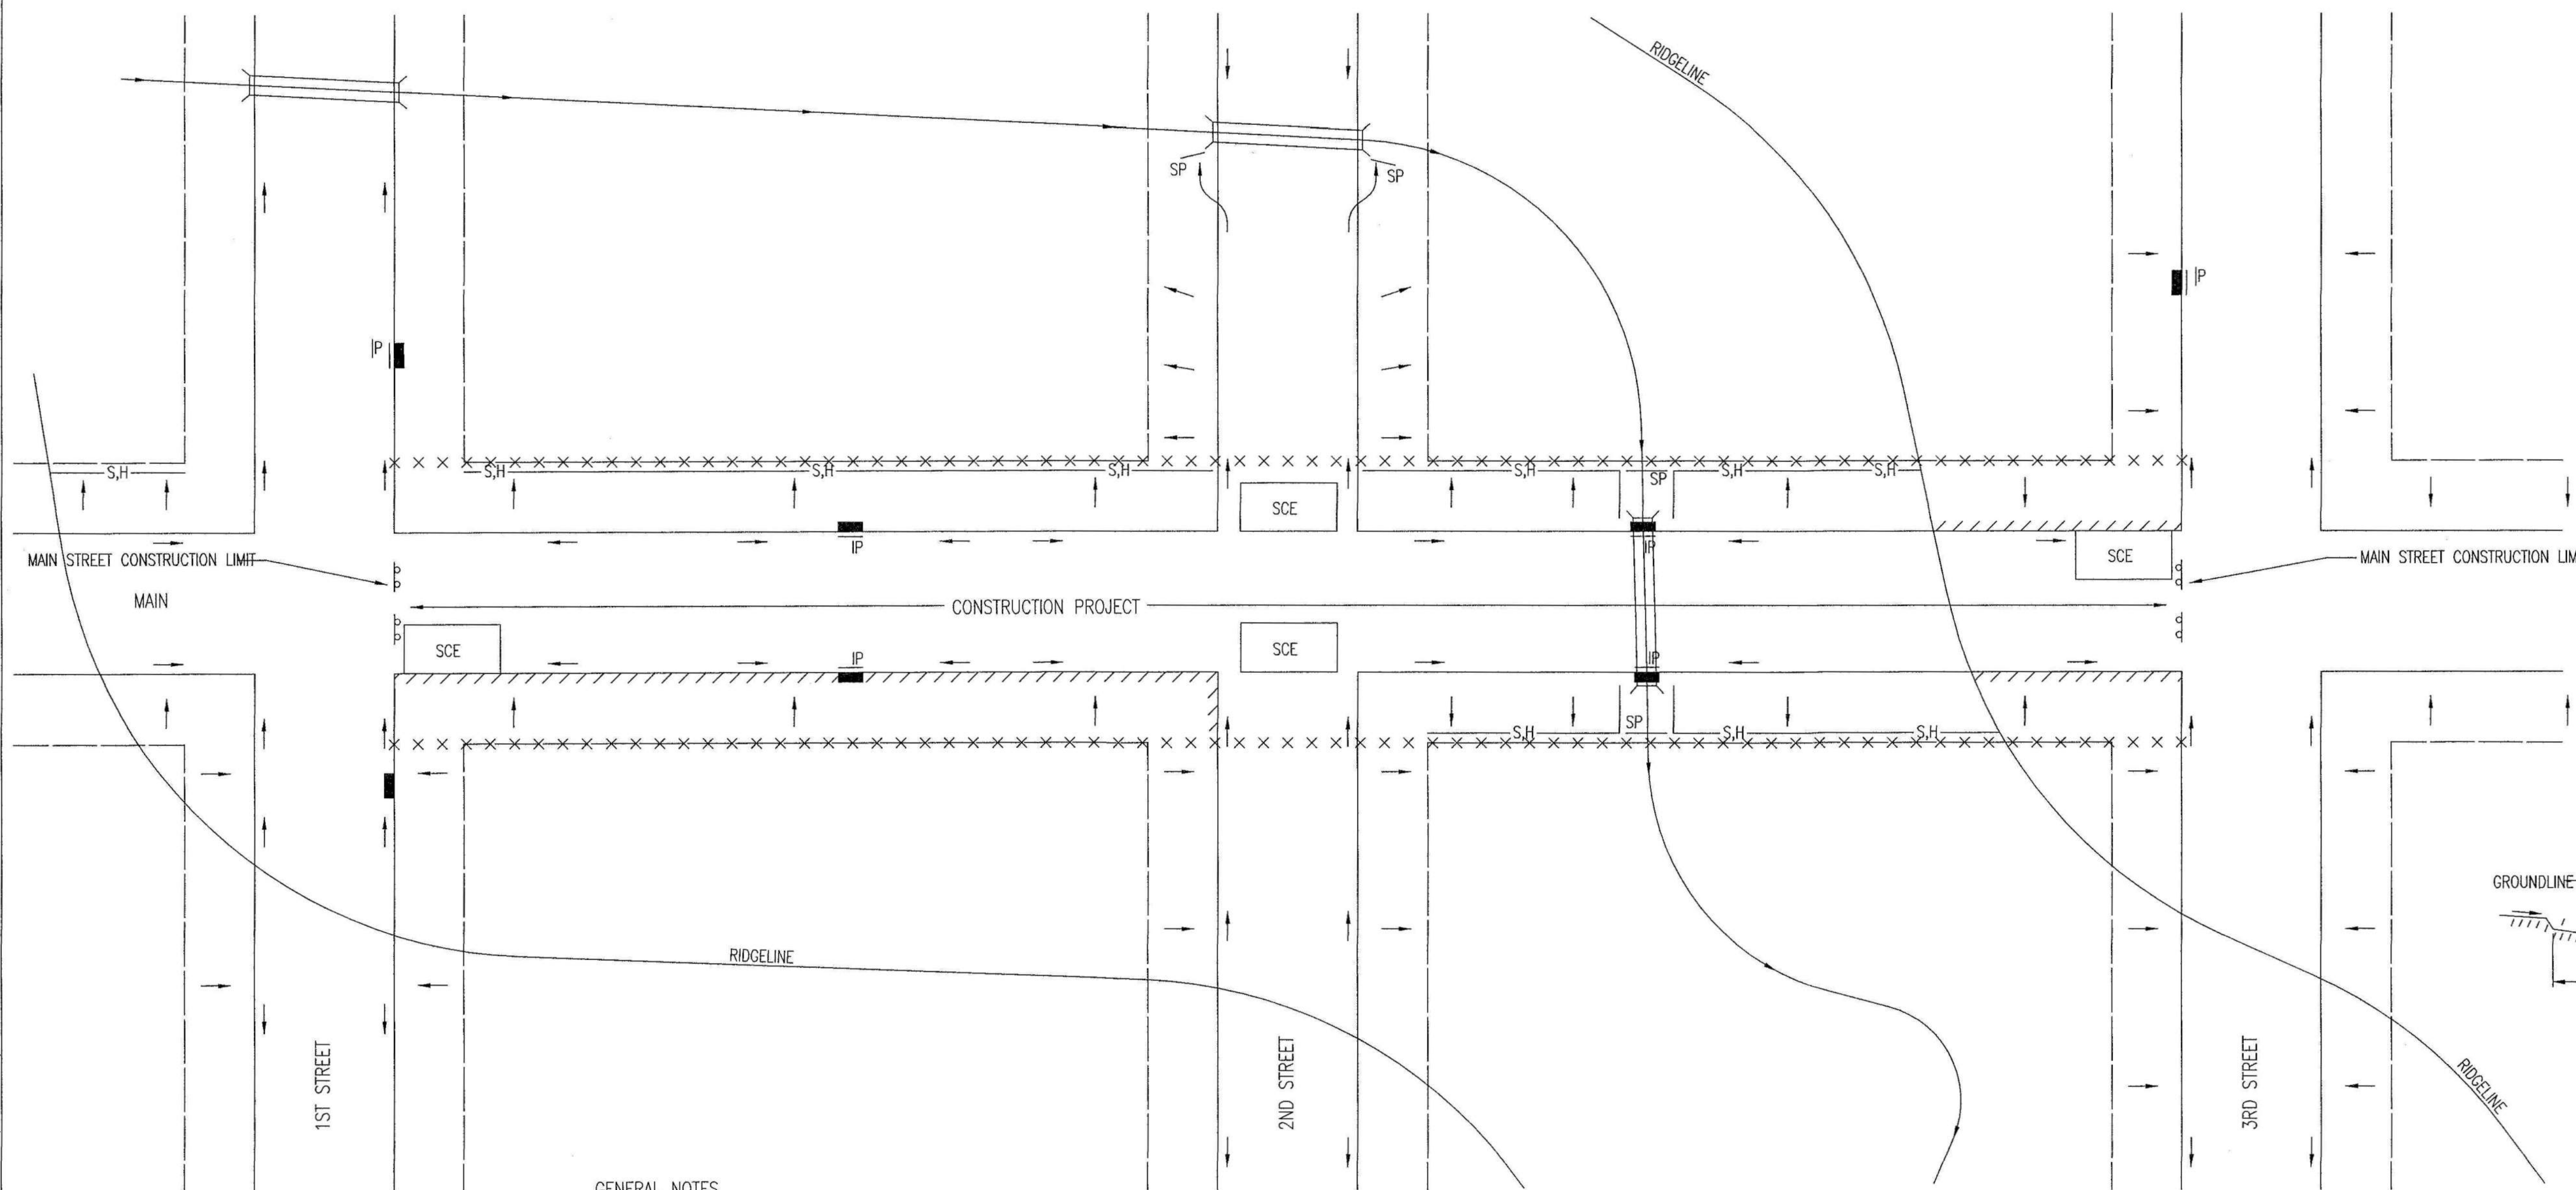 RIDGELINE
SP
SP
IP
IP
S,H
S,H
S,H
S,H
S,H
S,H
S,H
SP
SCE
IP
IP
SCE
MAIN STREET CONSTRUCTION LIMIT
MAIN STREET CONSTRUCTION LIM
MAIN
CONSTRUCTION PROJECT
SCE
SCE
IP
IP
SP
S,H
S,H
S,H
GROUNDLINE
RIDGELINE
1ST STREET
2ND STREET
3RD STREET
RIDGELINE
GENERAL NOTES